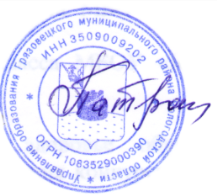 Управление образования Грязовецкого муниципального района Вологодской области *
ИНН 3509009202
ОГРН 1063529000390